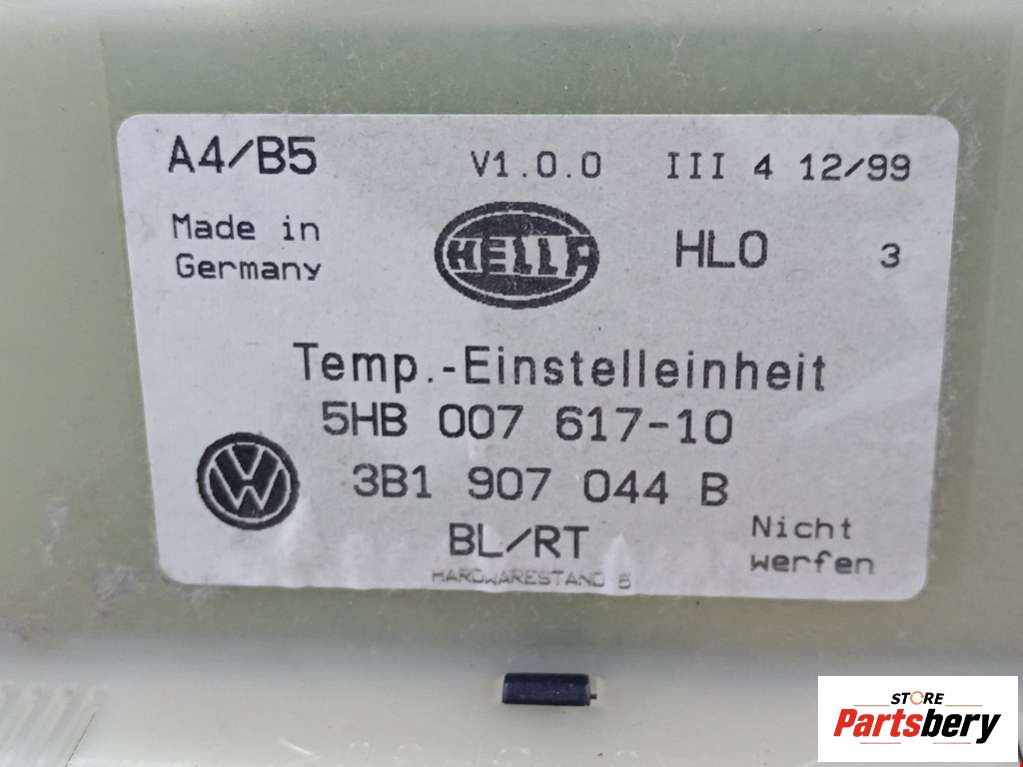 A4/B5 V1.0.0 III 4 12/99
Made in
Germany
HELLA
HLO 3
Temp.-Einstelleinheit
5HB 007 617-10
3B1 907 044 B
BL/RT
Nicht
werfen
HARDWARESTAND 6
STORE
Partsbery